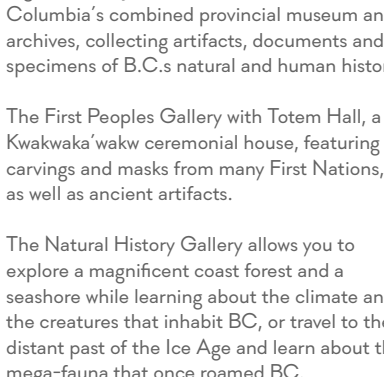 Columbia's combined provincial museum an
archives, collecting artifacts, documents and
specimens of B.C.s natural and human histo
The First Peoples Gallery with Totem Hall, a
Kwakwaka'wakw ceremonial house, featuring
carvings and masks from many First Nations,
as well as ancient artifacts.
The Natural History Gallery allows you to
explore a magnificent coast forest and a
seashore while learning about the climate an
the creatures that inhabit BC, or travel to the
distant past of the Ice Age and learn about th
mega-fauna that once roamed BC.